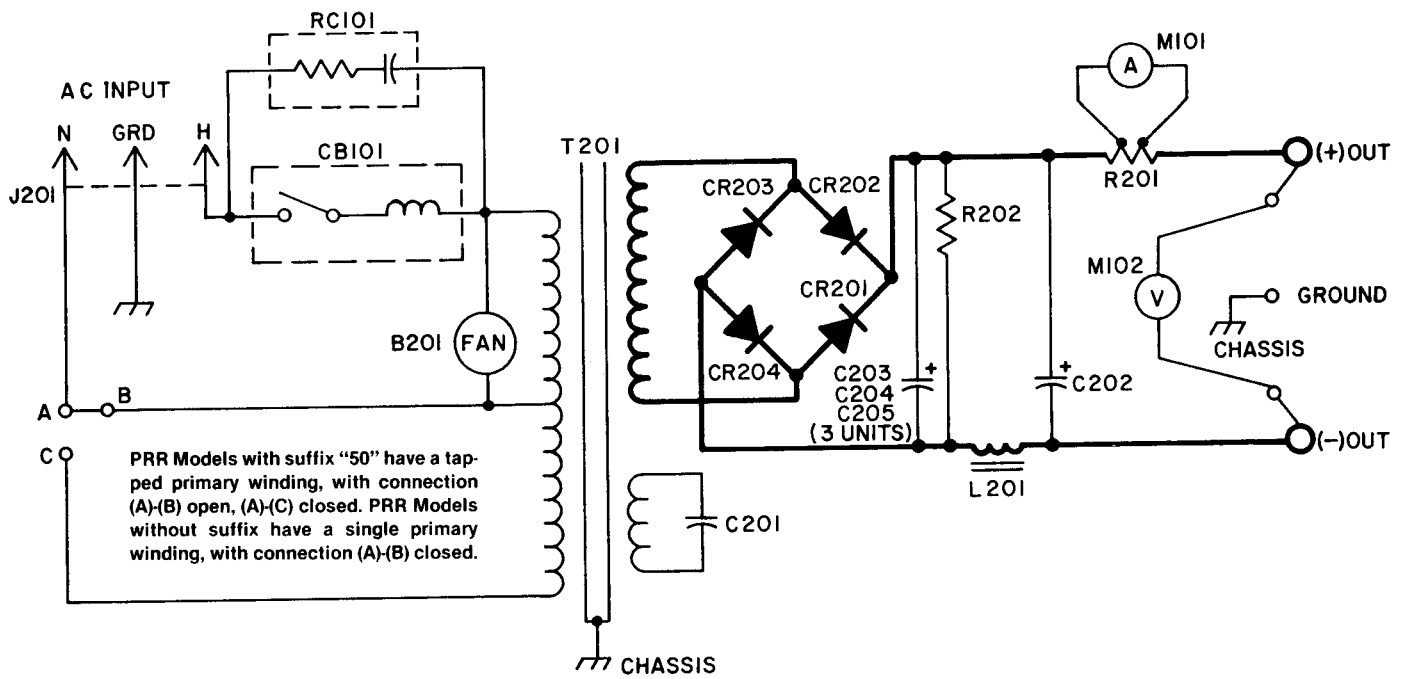 RC101
AC INPUT
N GRD H
CB101
J201
T201
B201 FAN
A B
C
PRR Models with suffix “50” have a tap-
ped primary winding, with connection
(A)-(B) open, (A)-(C) closed. PRR Models
without suffix have a single primary
winding, with connection (A)-(B) closed.
CHASSIS
CR203 CR202
CR201
CR204
C203
C204
C205
(3 UNITS)
R202
+
+
C202
L201
C201
M101
A
R201
(+)OUT
M102
V
GROUND
CHASSIS
(-)OUT